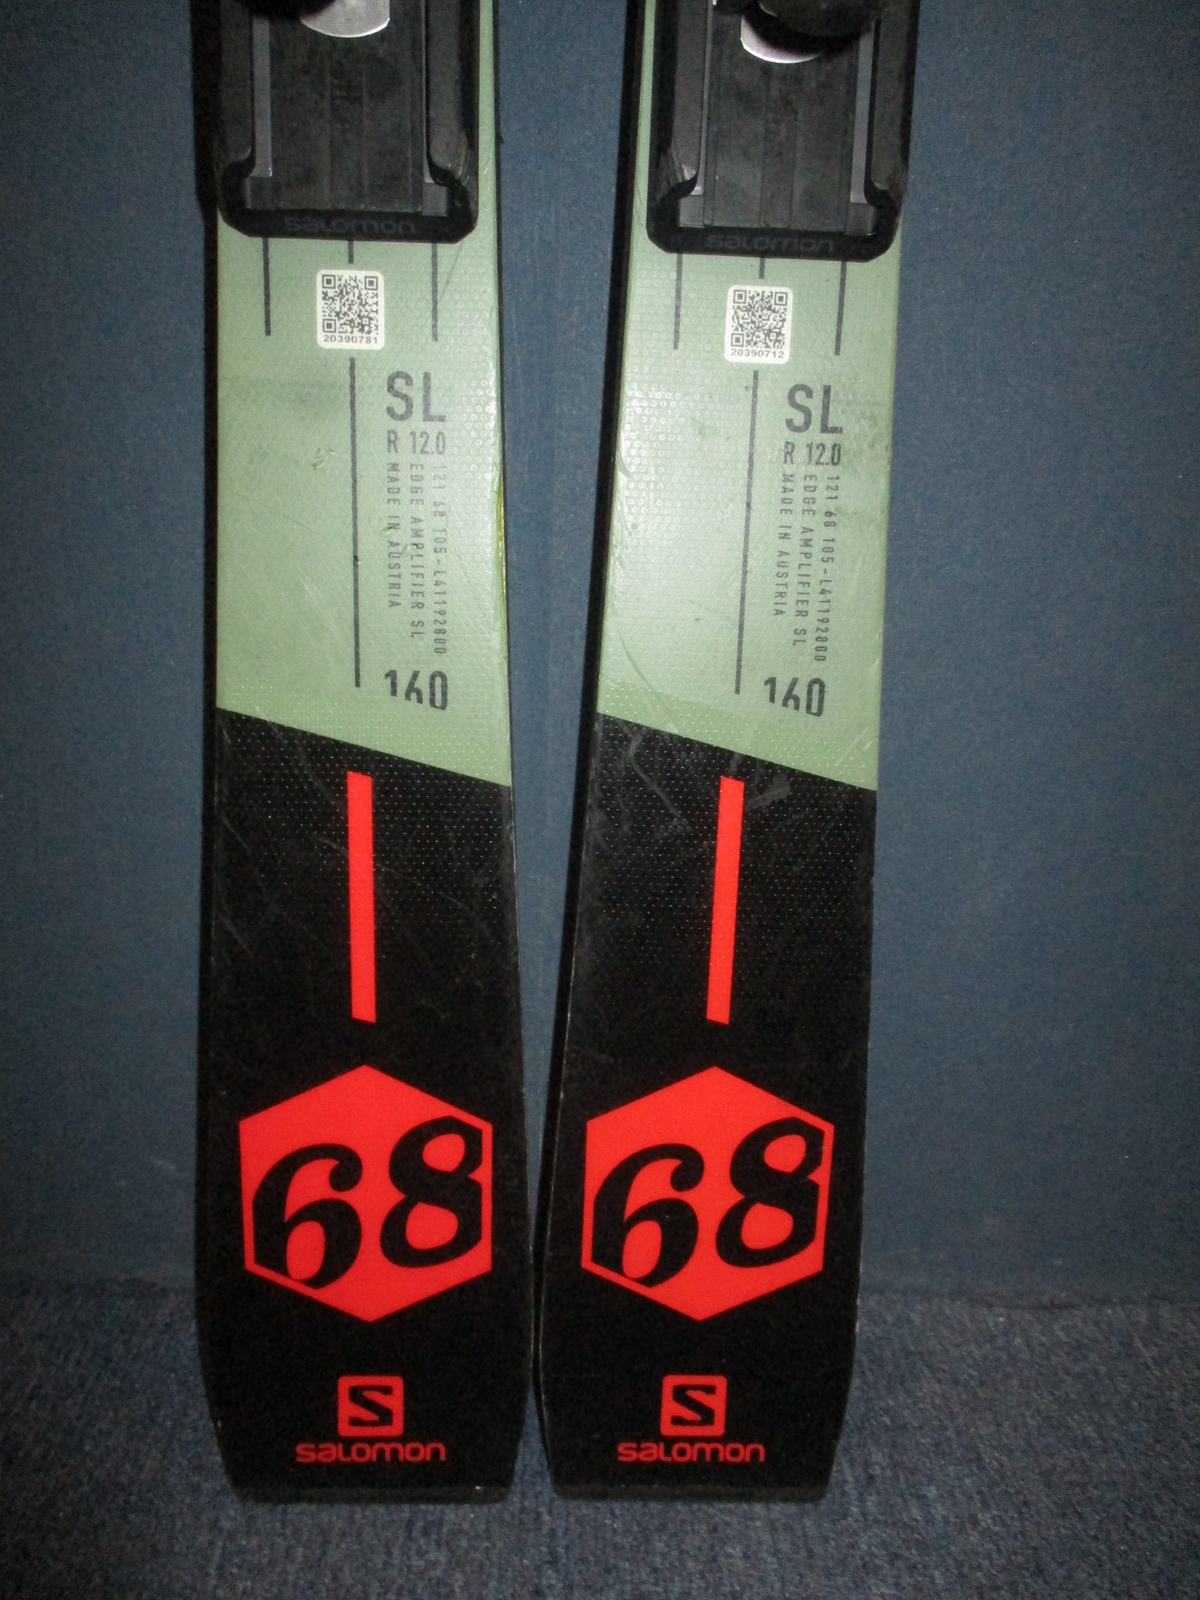 salomon
20390781
SL
R 12.0
121 68 105-L41192800
EDGE AMPLIFIER SL
MADE IN AUSTRIA
160
68
S
salomon
salomon
20390712
SL
R 12.0
121 68 105-L41192800
EDGE AMPLIFIER SL
MADE IN AUSTRIA
160
68
S
salomon